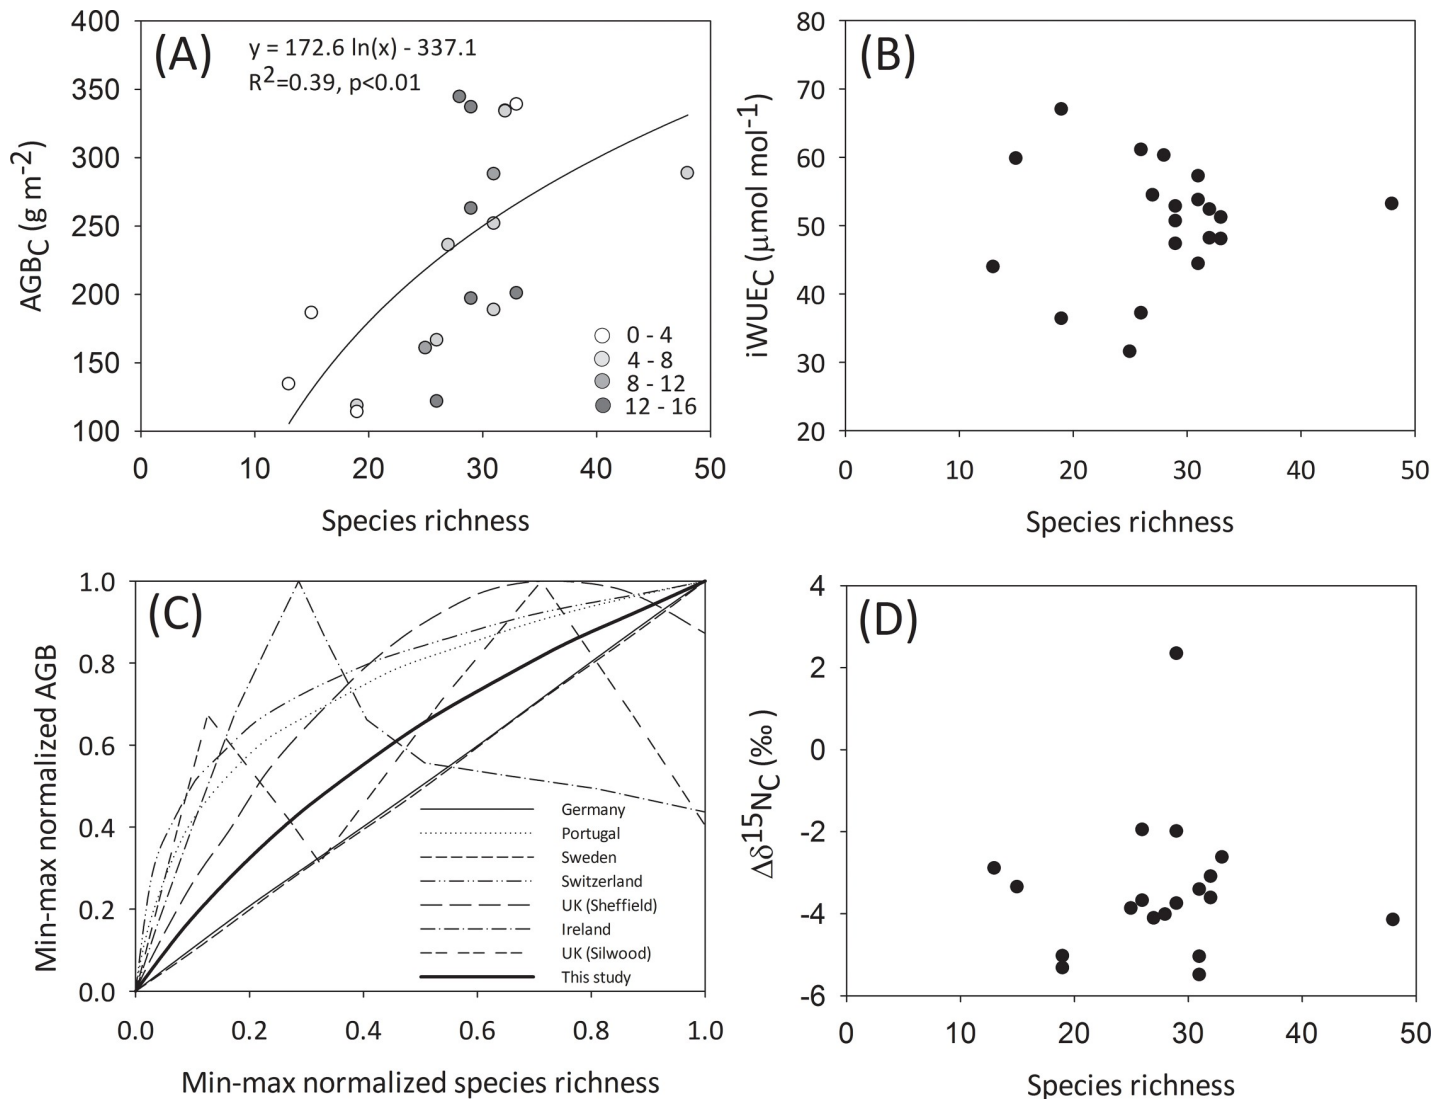 (A)
y = 172.6 ln(x) - 337.1
R2=0.39, p<0.01
400
350
300
250
200
150
100
AGBC (g m-2)
0 - 4
4 - 8
8 - 12
12 - 16
0 10 20 30 40 50
Species richness
(B)
80
70
60
50
40
30
20
iWUEC (μmol mol-1)
0 10 20 30 40 50
Species richness
(C)
1.0
0.8
0.6
0.4
0.2
0.0
Min-max normalized AGB
Germany
Portugal
Sweden
Switzerland
UK (Sheffield)
Ireland
UK (Silwood)
This study
0.0 0.2 0.4 0.6 0.8 1.0
Min-max normalized species richness
(D)
4
2
0
-2
-4
-6
Δδ15NC (‰)
0 10 20 30 40 50
Species richness